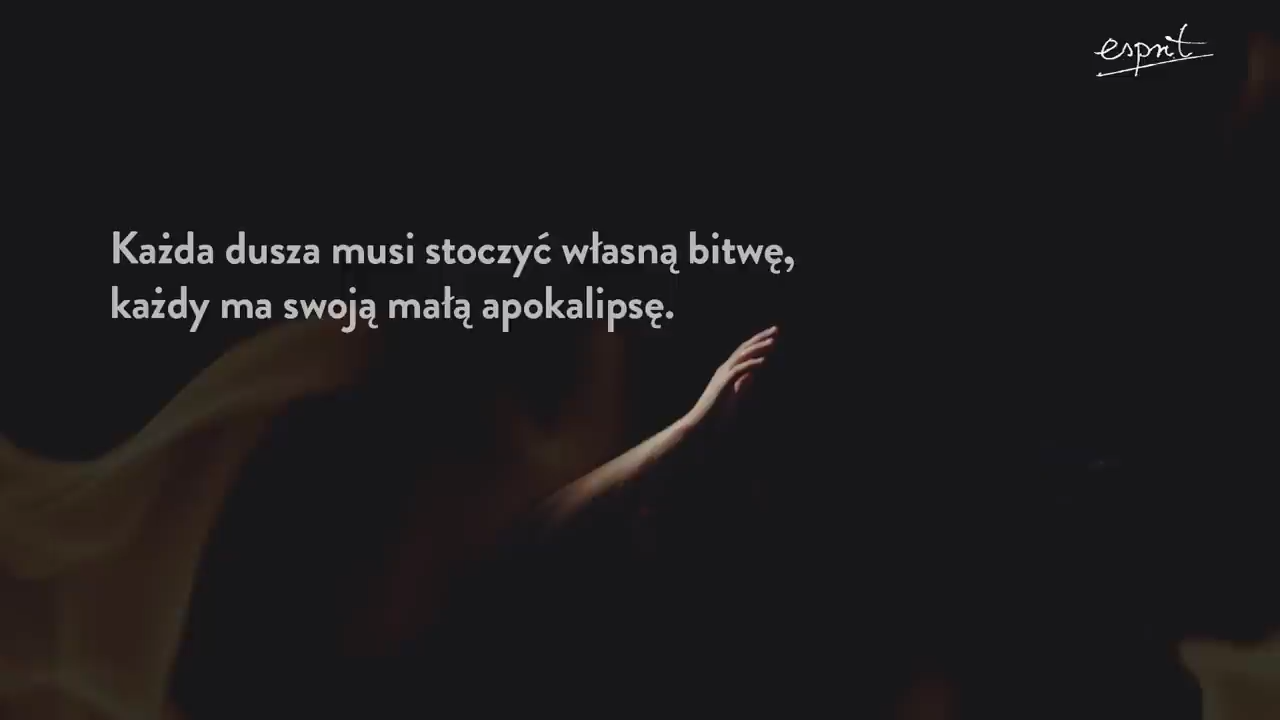 esprit
Każda dusza musi stoczyć własną bitwę,
każdy ma swoją małą apokalipsę.